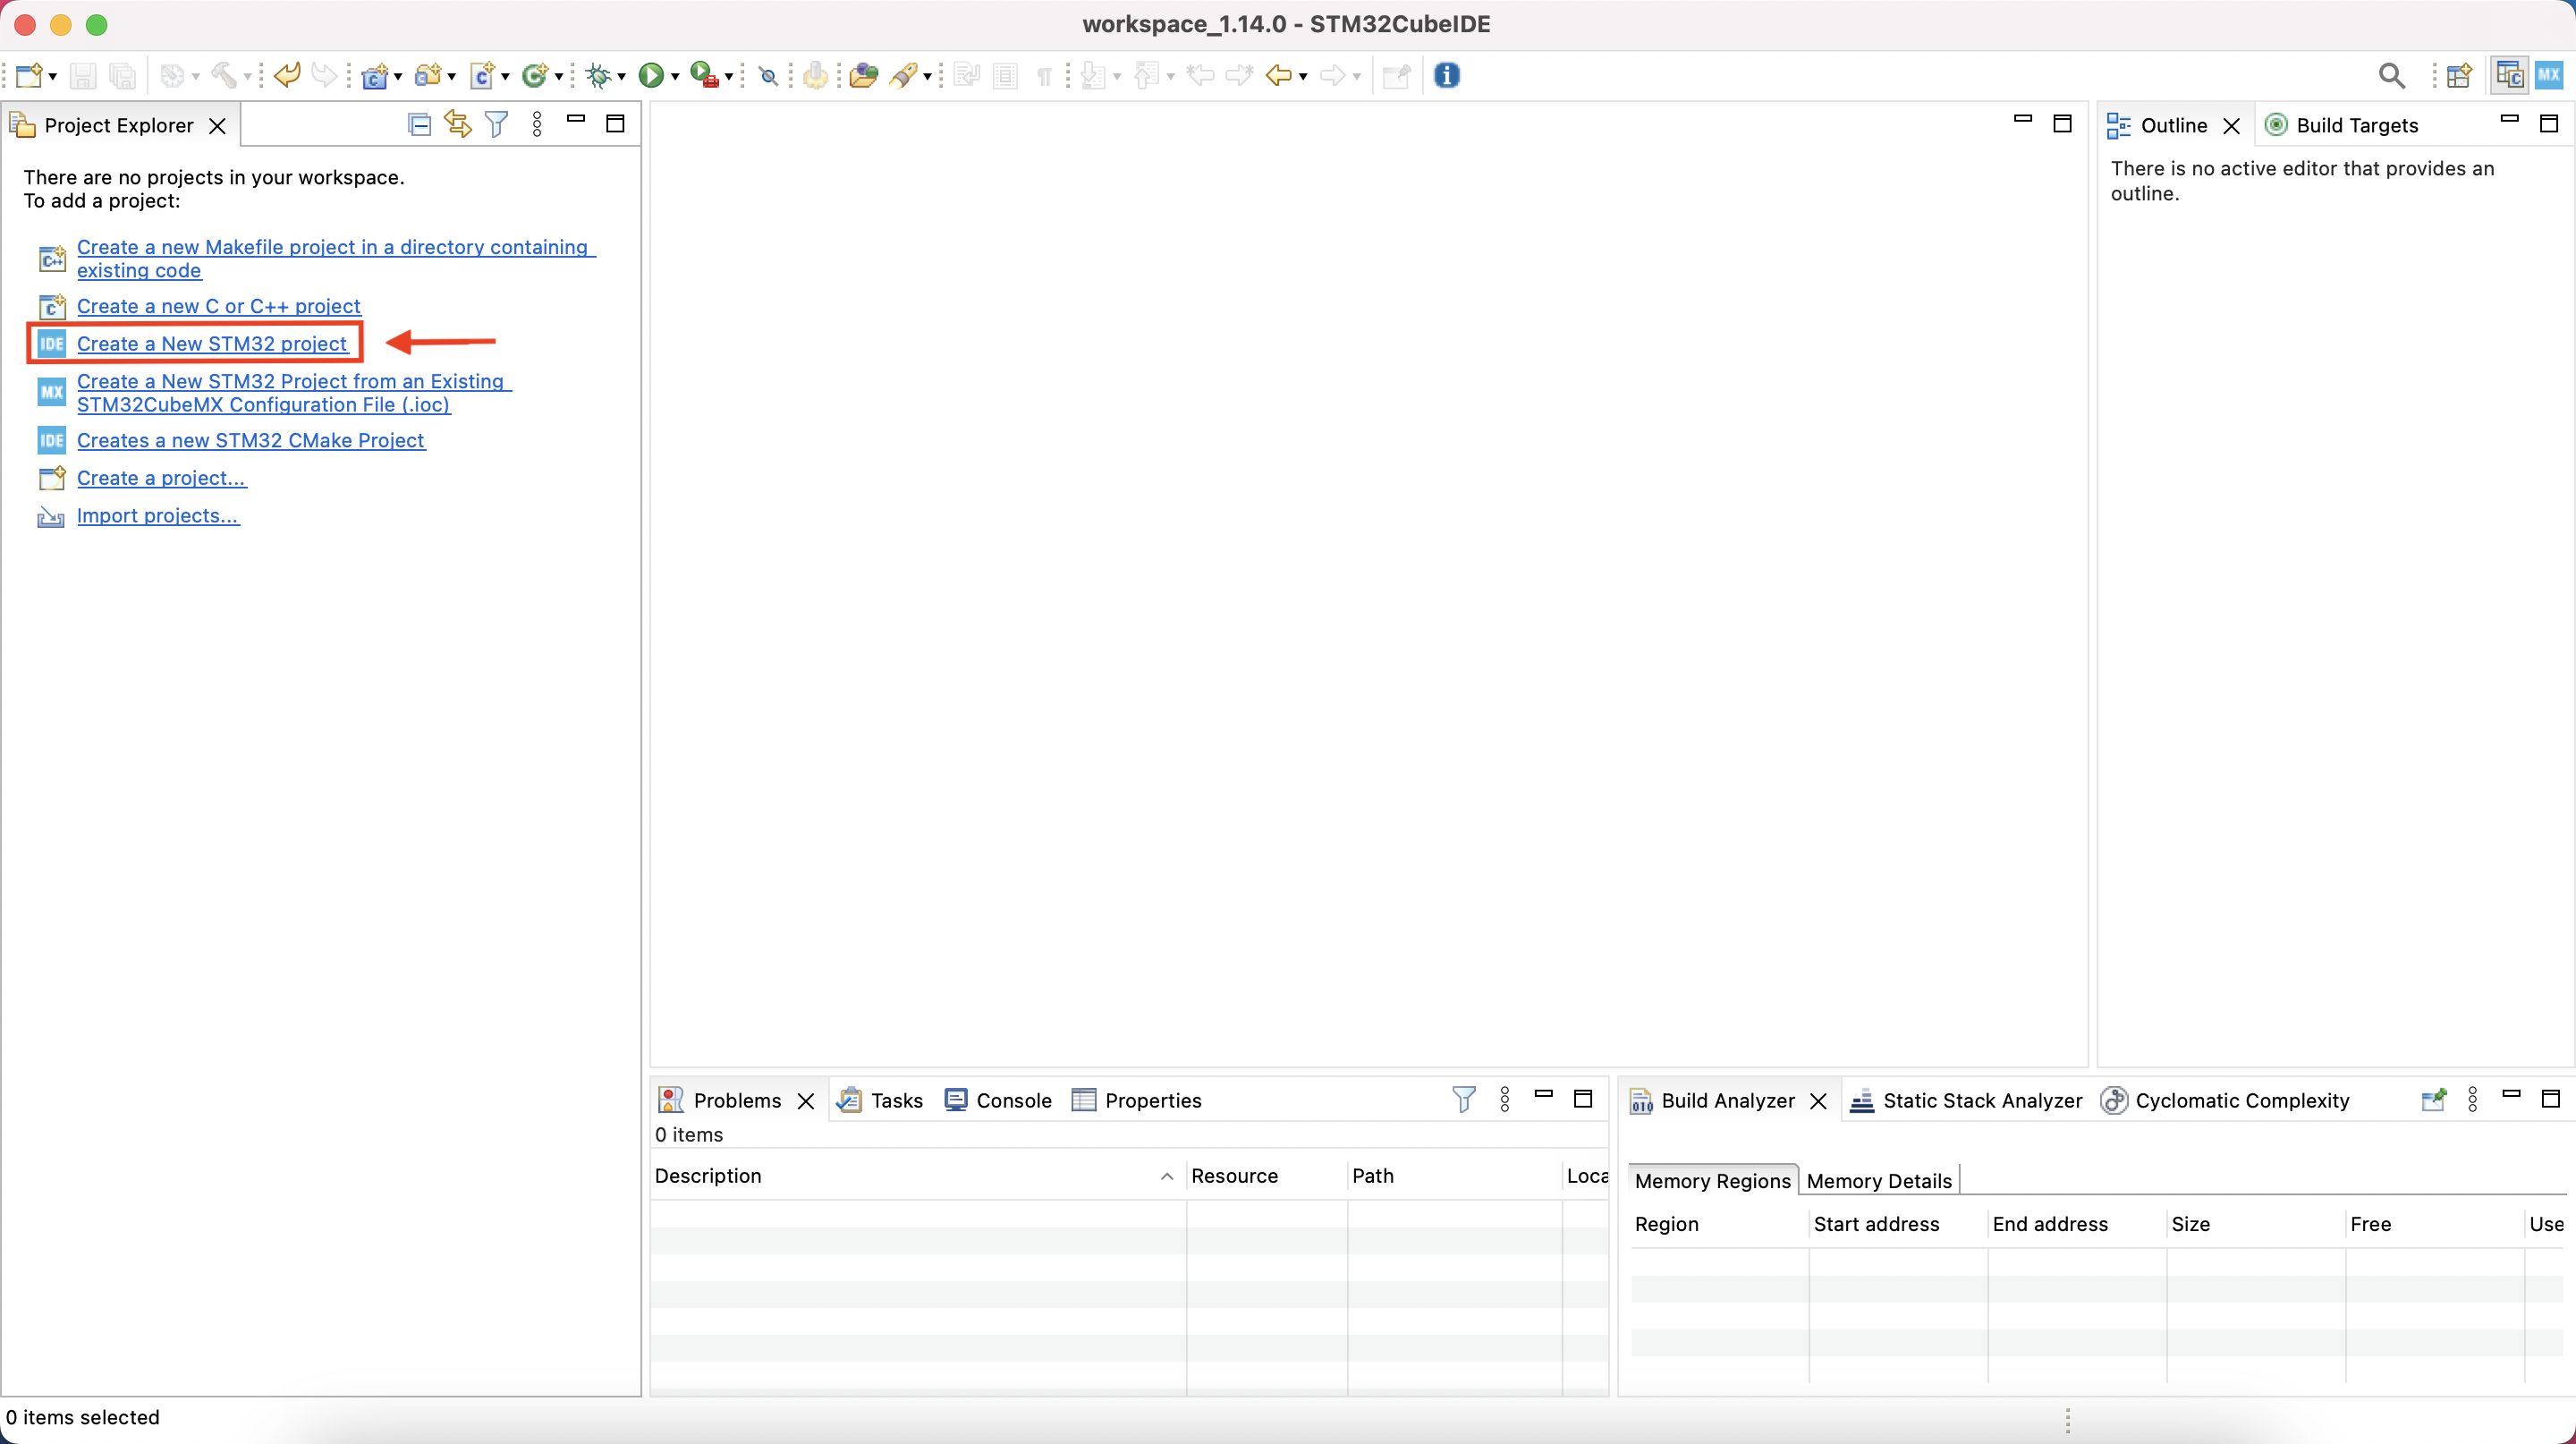 workspace_1.14.0 - STM32CubeIDE
MX
Project Explorer
There are no projects in your workspace.
To add a project:
Create a new Makefile project in a directory containing
existing code
Create a new C or C++ project
IDE Create a New STM32 project
MX Create a New STM32 Project from an Existing
STM32CubeMX Configuration File (.ioc)
IDE Creates a new STM32 CMake Project
Create a project...
Import projects...
Outline Build Targets
There is no active editor that provides an
outline.
Problems Tasks Console Properties
0 items
Description Resource Path Loca
010 Build Analyzer Static Stack Analyzer Cyclomatic Complexity
Memory Regions Memory Details
Region Start address End address Size Free Use
0 items selected